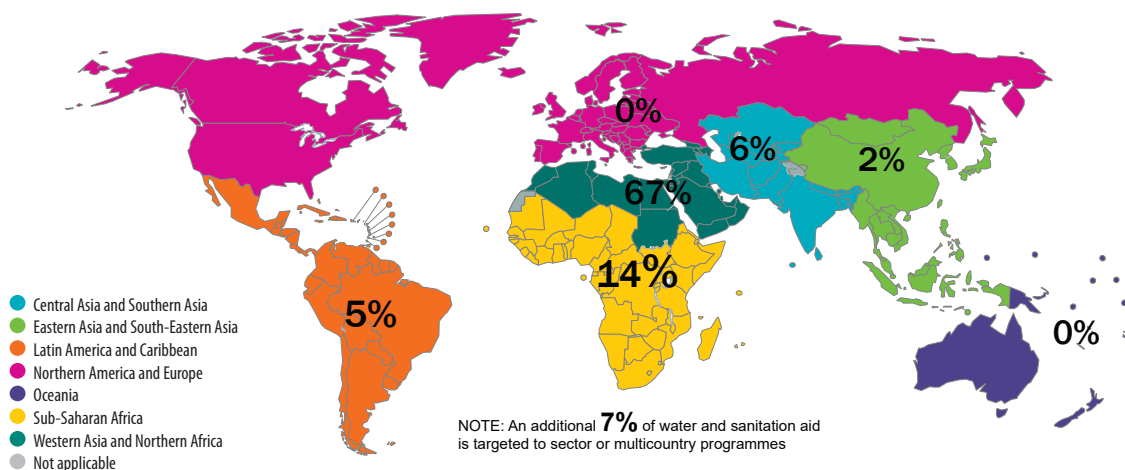 0%
6%
2%
67%
14%
5%
0%
Central Asia and Southern Asia
Eastern Asia and South-Eastern Asia
Latin America and Caribbean
Northern America and Europe
Oceania
Sub-Saharan Africa
Western Asia and Northern Africa
Not applicable
NOTE: An additional 7% of water and sanitation aid
is targeted to sector or multicountry programmes